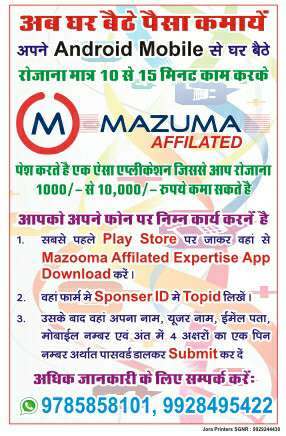 अब घर बैठे पैसा कमायें
अपने Android Mobile से घर बैठे
रोजाना मात्र 10 से 15 मिनट काम करके
M MAZUMA
AFFILATED
पेश करते है एक ऐसा एप्लीकेशन जिससे आप रोजाना
1000/- से 10,000/- रुपये कमा सकते है
आपको अपने फोन पर निम्न कार्य करनें है
1. सबसे पहले Play Store पर जाकर वहां से
Mazooma Affilated Expertise App
Download करें।
2. वहां फार्म मे Sponser ID मे Topid लिखें।
3. उसके बाद वहां अपना नाम, यूजर नाम, ईमेल पता,
मोबाईल नम्बर एवं अंत में 4 अक्षरों का एक पिन
नम्बर अर्थात पासवर्ड डालकर Submit कर दें
अधिक जानकारी के लिए सम्पर्क करें:
9785858101, 9928495422
Jora Printers SGNR : 9929244430